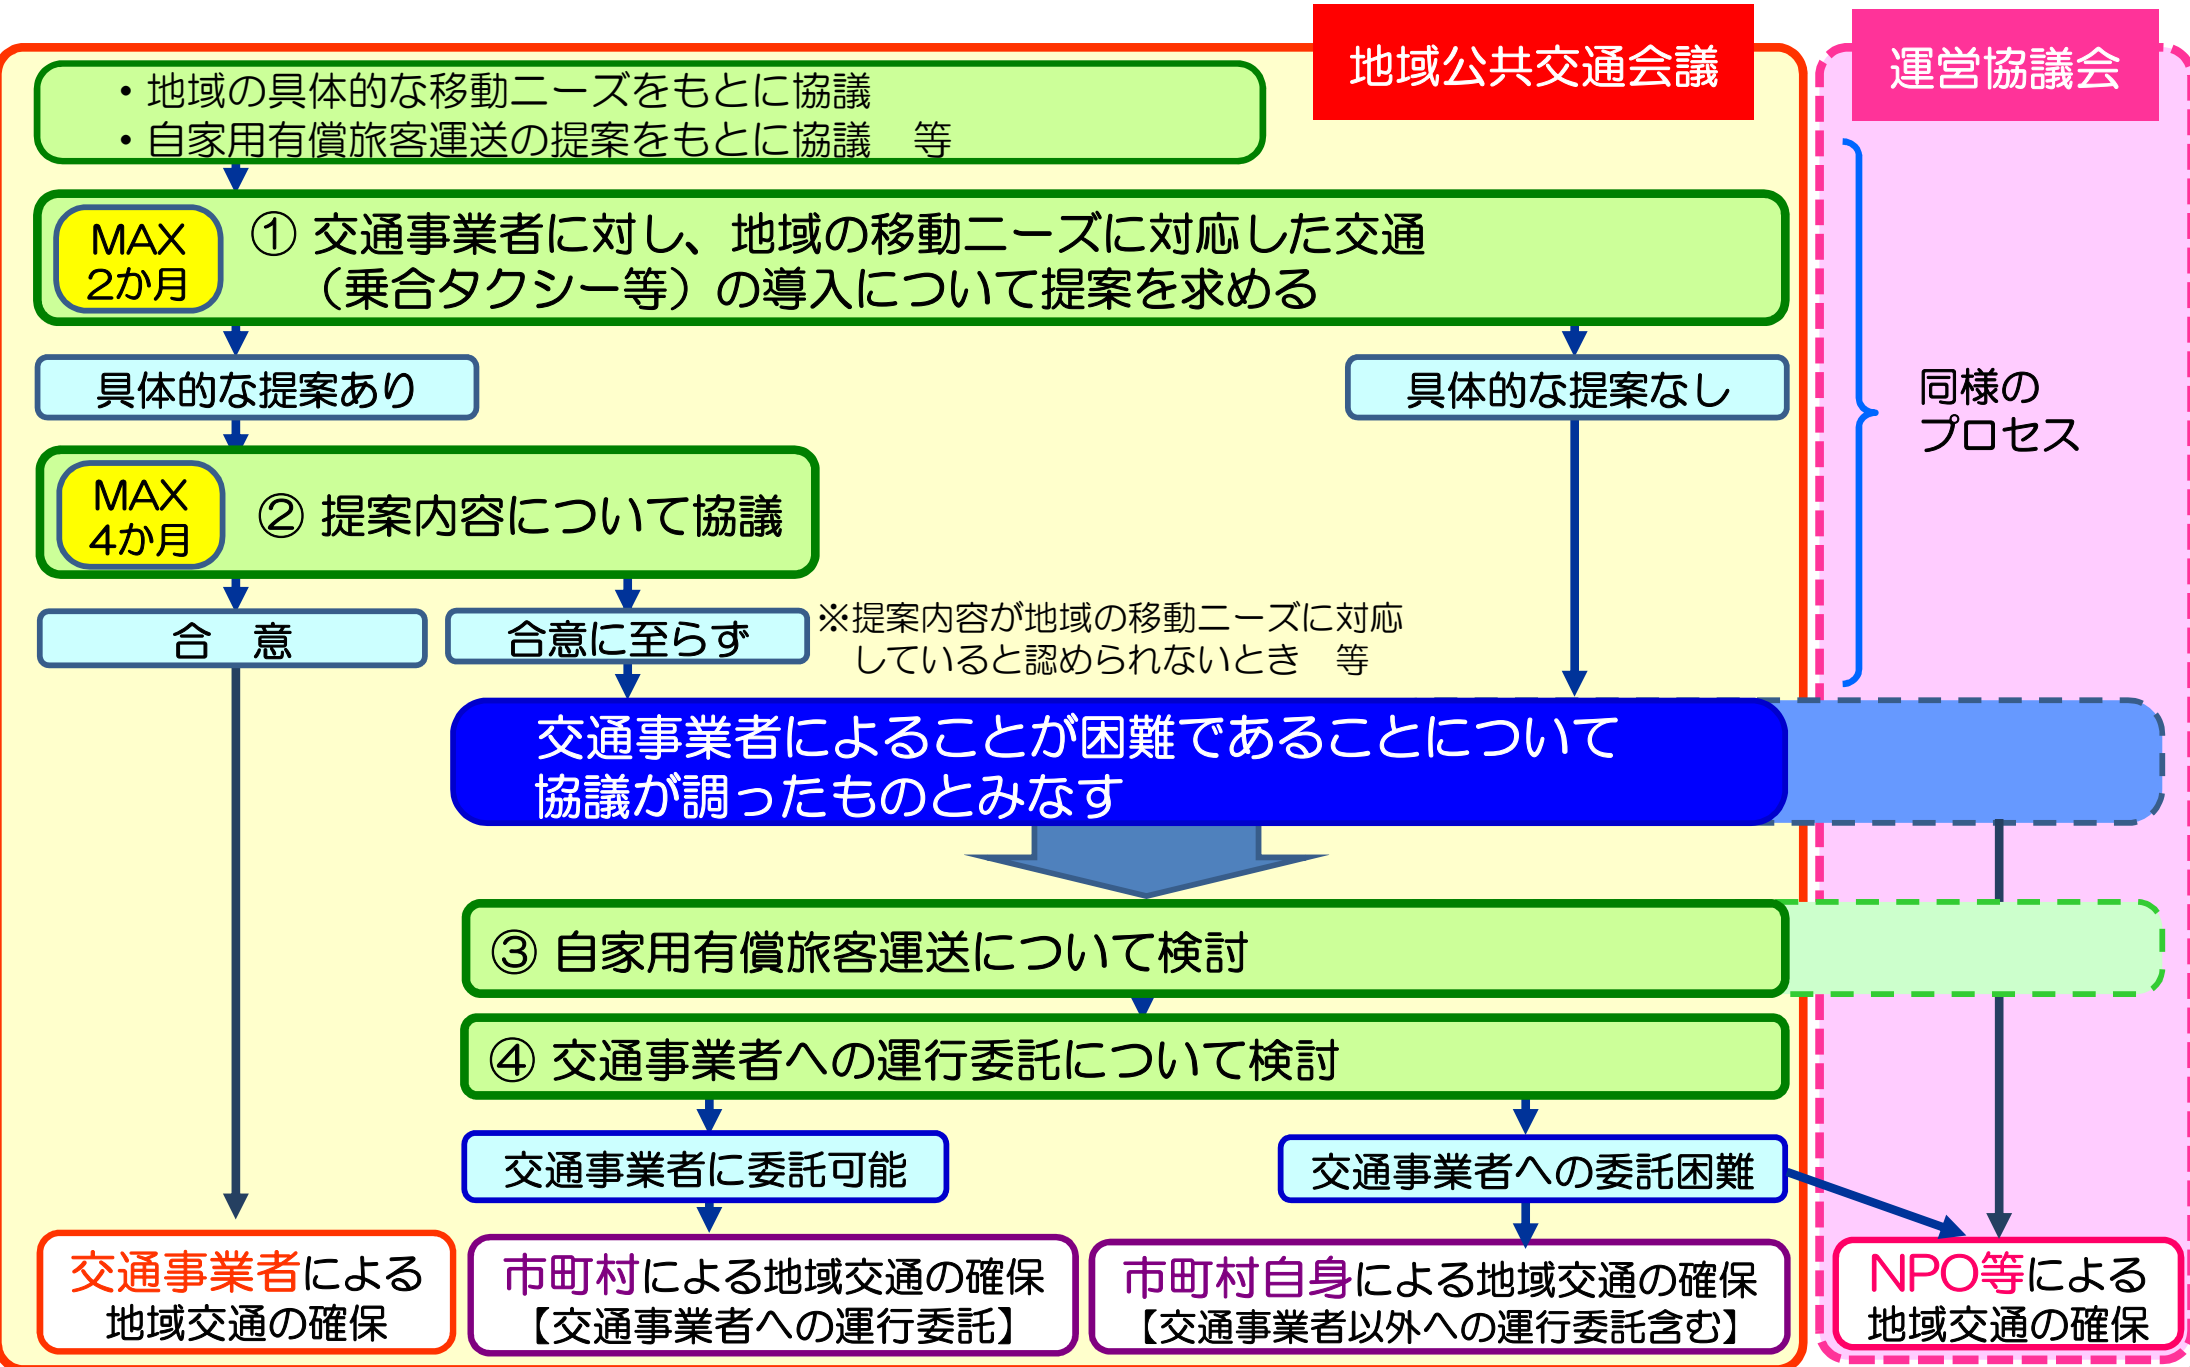 地域公共交通会議
運営協議会
・地域の具体的な移動ニーズをもとに協議
・自家用有償旅客運送の提案をもとに協議　等
MAX
2か月
① 交通事業者に対し、地域の移動ニーズに対応した交通
（乗合タクシー等）の導入について提案を求める
具体的な提案あり
具体的な提案なし
同様の
プロセス
MAX
4か月
② 提案内容について協議
合　意
合意に至らず
※提案内容が地域の移動ニーズに対応
していると認められないとき　等
交通事業者によることが困難であることについて
協議が調ったものとみなす
③ 自家用有償旅客運送について検討
④ 交通事業者への運行委託について検討
交通事業者に委託可能
交通事業者への委託困難
交通事業者による
地域交通の確保
市町村による地域交通の確保
【交通事業者への運行委託】
市町村自身による地域交通の確保
【交通事業者以外への運行委託含む】
NPO等による
地域交通の確保